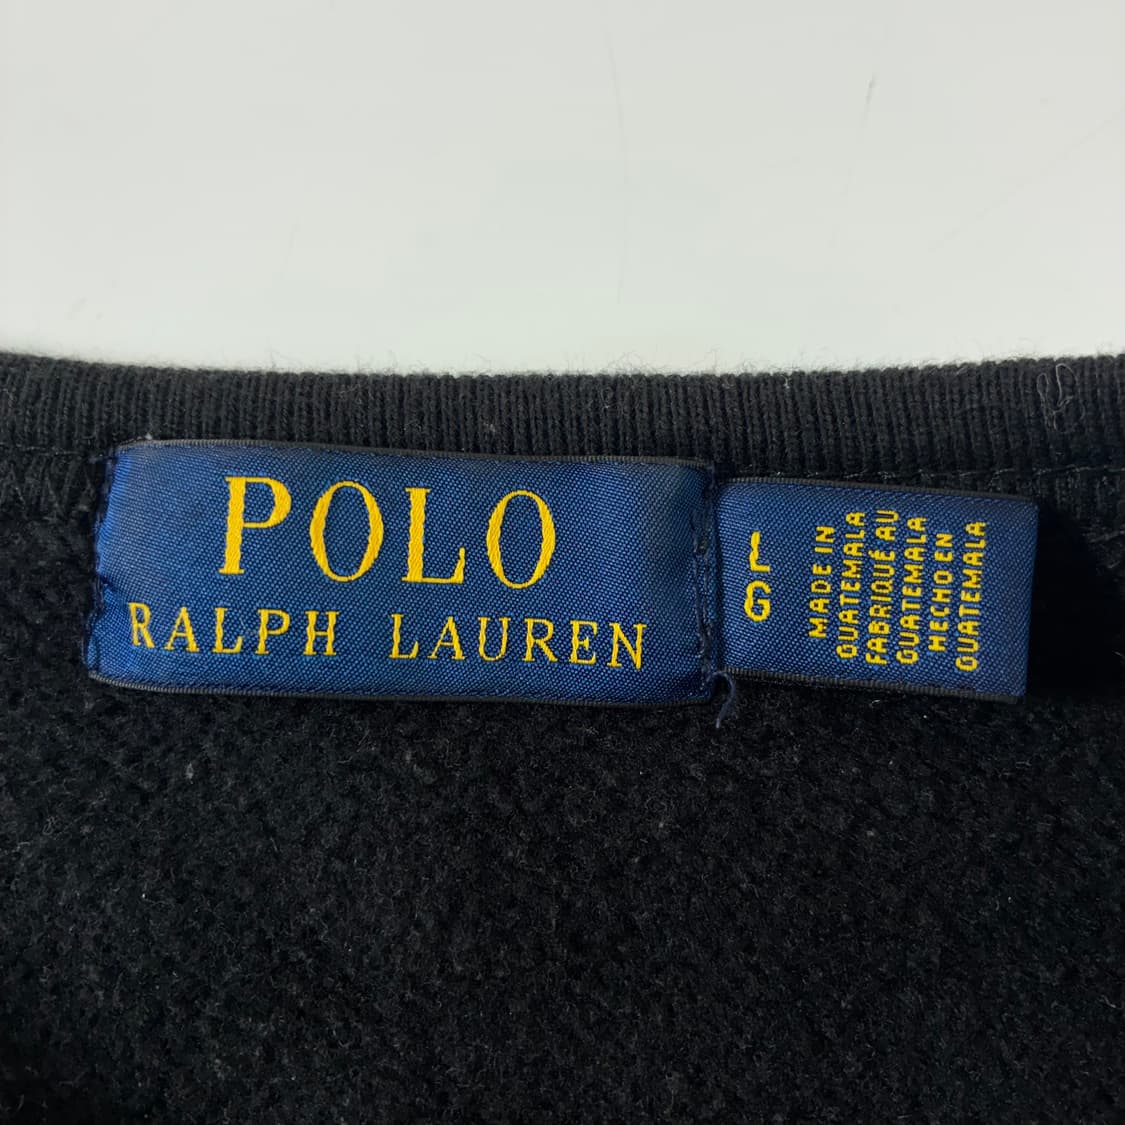 POLO
RALPH LAUREN
L
G
MADE IN
GUATEMALA
FABRIQUÉ AU
GUATEMALA
HECHO EN
GUATEMALA